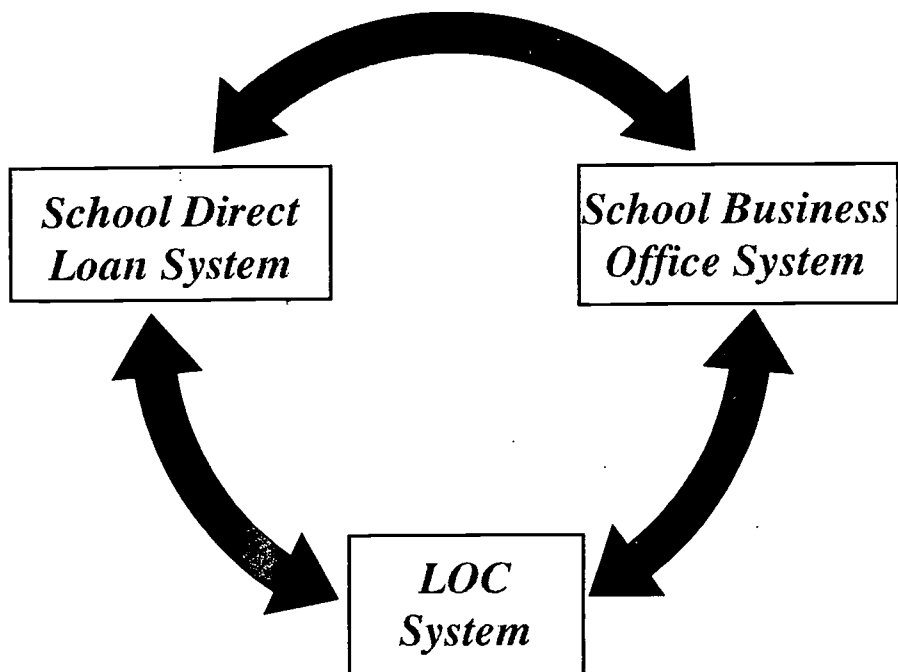 School Direct
Loan System
School Business
Office System
LOC
System